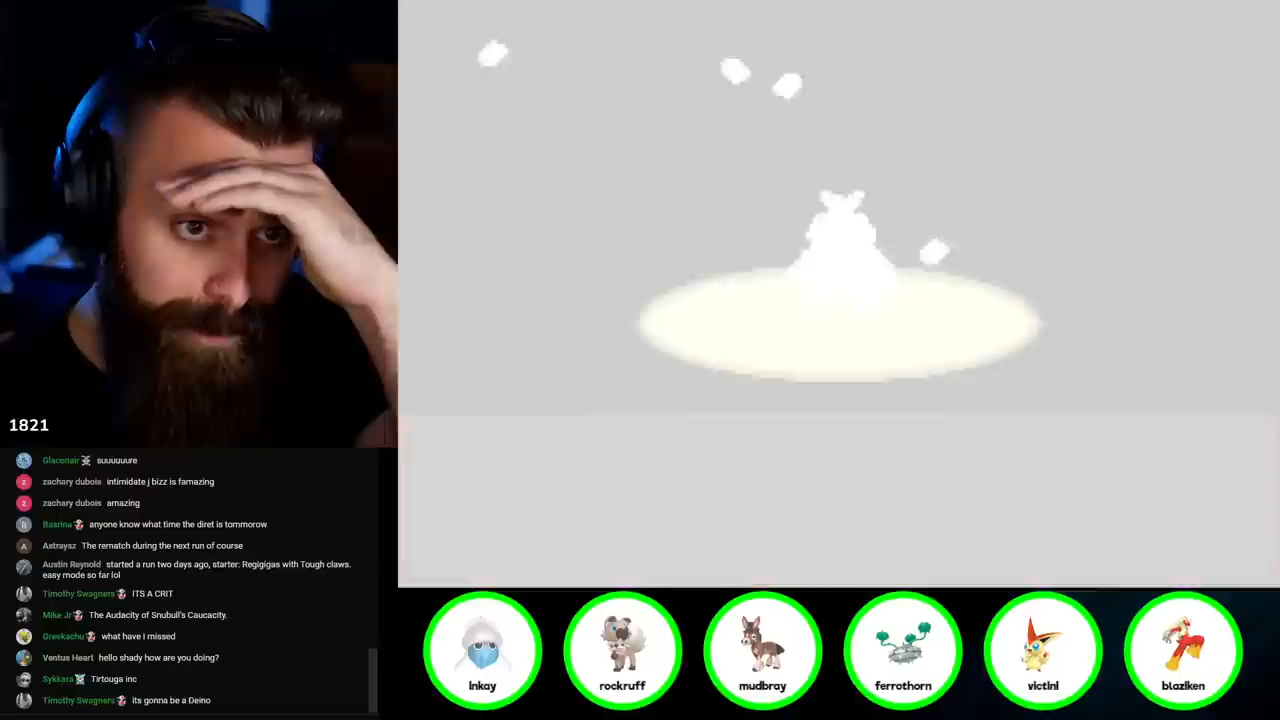 1821
Glacenair suuuuuure
zachary dubois intimidate j bizz is famazing
zachary dubois amazing
Basrina anyone know what time the diret is tommorow
Astraysz The rematch during the next run of course
Austin Reynold started a run two days ago, starter: Regigigas with Tough claws.
easy mode so far lol
Timothy Swagners ITS A CRIT
Mike Jr The Audacity of Snubull's Caucacity.
Greekachu what have I missed
Ventus Heart hello shady how are you doing?
Sykkara Tirtouga inc
Timothy Swagners its gonna be a Deino
inkay
rockruff
mudbray
ferrothorn
victini
blaziken